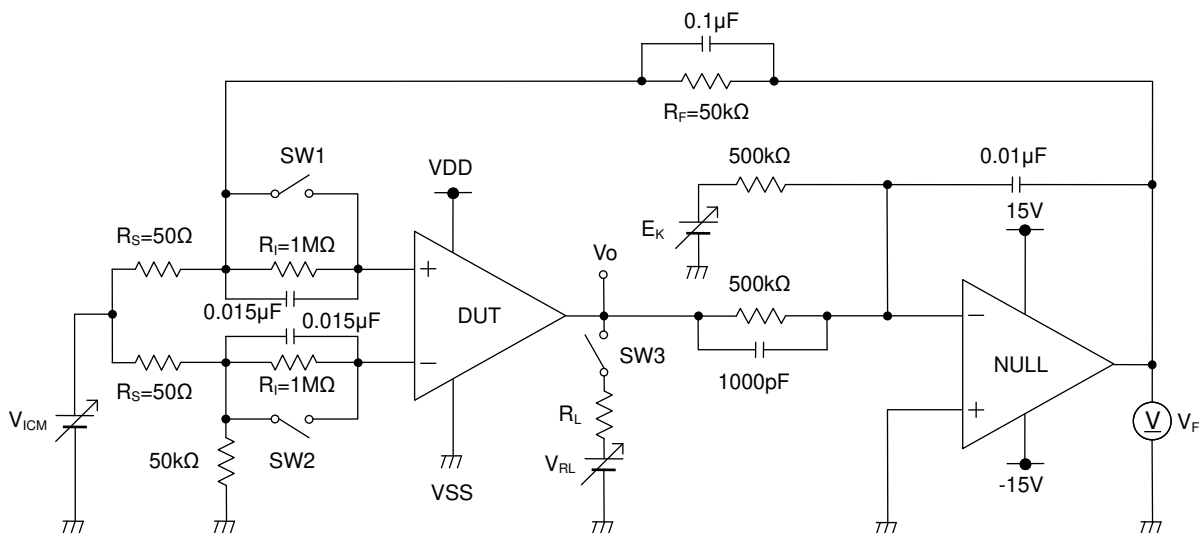 0.1μF
R_F=50kΩ
SW1
VDD
500kΩ
0.01μF
15V
E_K
R_S=50Ω
R_I=1MΩ
Vo
+
0.015μF
0.015μF
DUT
500kΩ
−
SW3
−
NULL
R_S=50Ω
R_I=1MΩ
1000pF
V_ICM
R_L
+
V
V_F
50kΩ
SW2
V_RL
VSS
-15V